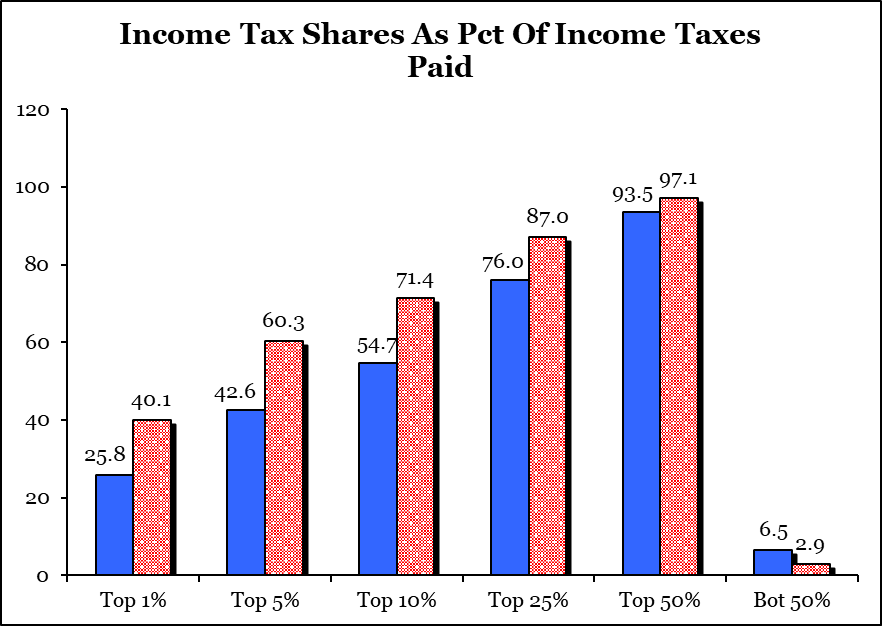 Income Tax Shares As Pct Of Income Taxes
Paid
120
100
80
60
40
20
0
25.8
40.1
42.6
60.3
54.7
71.4
76.0
87.0
93.5
97.1
6.5
2.9
Top 1%
Top 5%
Top 10%
Top 25%
Top 50%
Bot 50%